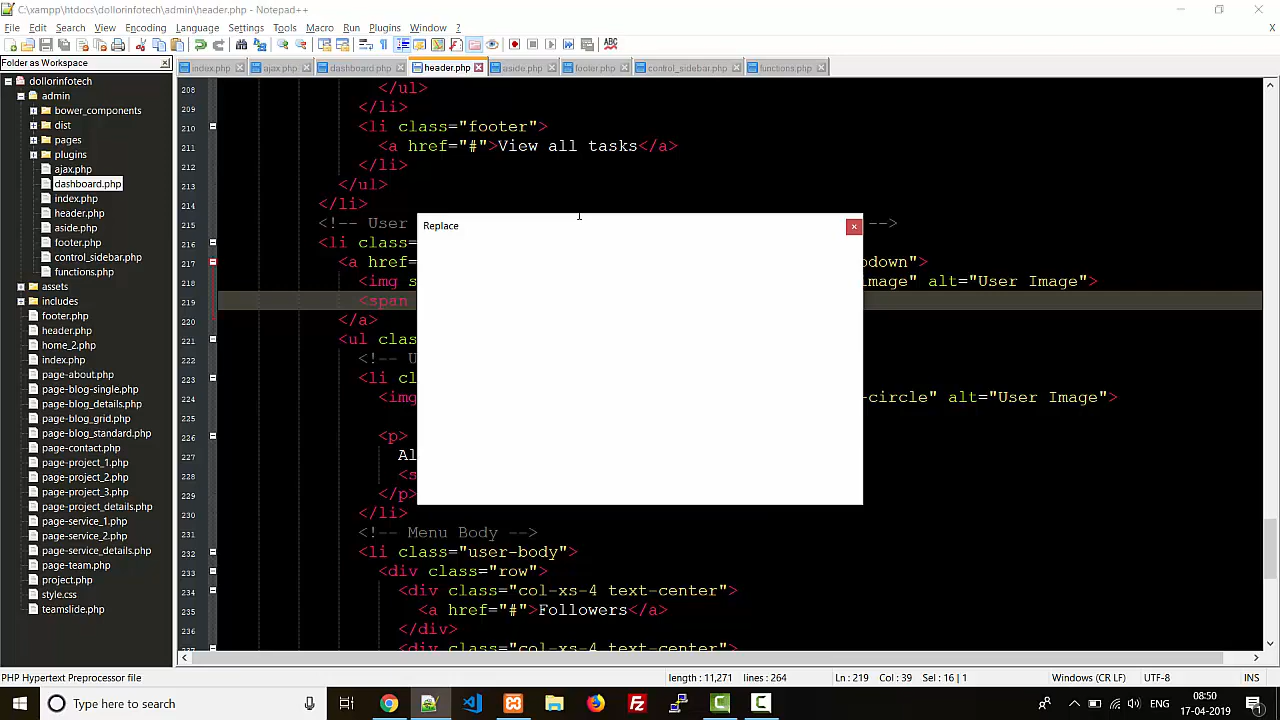 C:\xampp\htdocs\dollorinfotech\admin\header.php - Notepad++
File Edit Search View Encoding Language Settings Tools Macro Run Plugins Window ?
X
ABC
Folder as Workspace
index.php ajax.php dashboard.php header.php aside.php footer.php control_sidebar.php functions.php
dollorinfotech
admin
bower_components
dist
pages
plugins
ajax.php
dashboard.php
index.php
header.php
aside.php
footer.php
control_sidebar.php
functions.php
assets
includes
footer.php
header.php
home_2.php
index.php
page-about.php
page-blog-single.php
page-blog_details.php
page-blog_grid.php
page-blog_standard.php
page-contact.php
page-project_1.php
page-project_2.php
page-project_3.php
page-project_details.php
page-service_1.php
page-service_2.php
page-service_details.php
page-team.php
project.php
style.css
teamslide.php
208 </ul>
209 </li>
210 <li class="footer">
211 <a href="#">View all tasks</a>
212 </li>
213 </ul>
214 </li>
215 <!-- User -->
216 <li class=
217 <a href= down">
218 <img s image" alt="User Image">
219 <span
220 </a>
221 <ul clas
222 <!-- U
223 <li cl
224 <img -circle" alt="User Image">
225
226 <p>
227 Al
228 <s
229 </p>
230 </li>
231 <!-- Menu Body -->
232 <li class="user-body">
233 <div class="row">
234 <div class="col-xs-4 text-center">
235 <a href="#">Followers</a>
236 </div>
237 <div class="col-xs-4 text-center">
Replace
PHP Hypertext Preprocessor file length : 11,271 lines : 264 Ln : 219 Col : 39 Sel : 16 | 1 Windows (CR LF) UTF-8 INS
Type here to search
ENG
08:50
17-04-2019
1